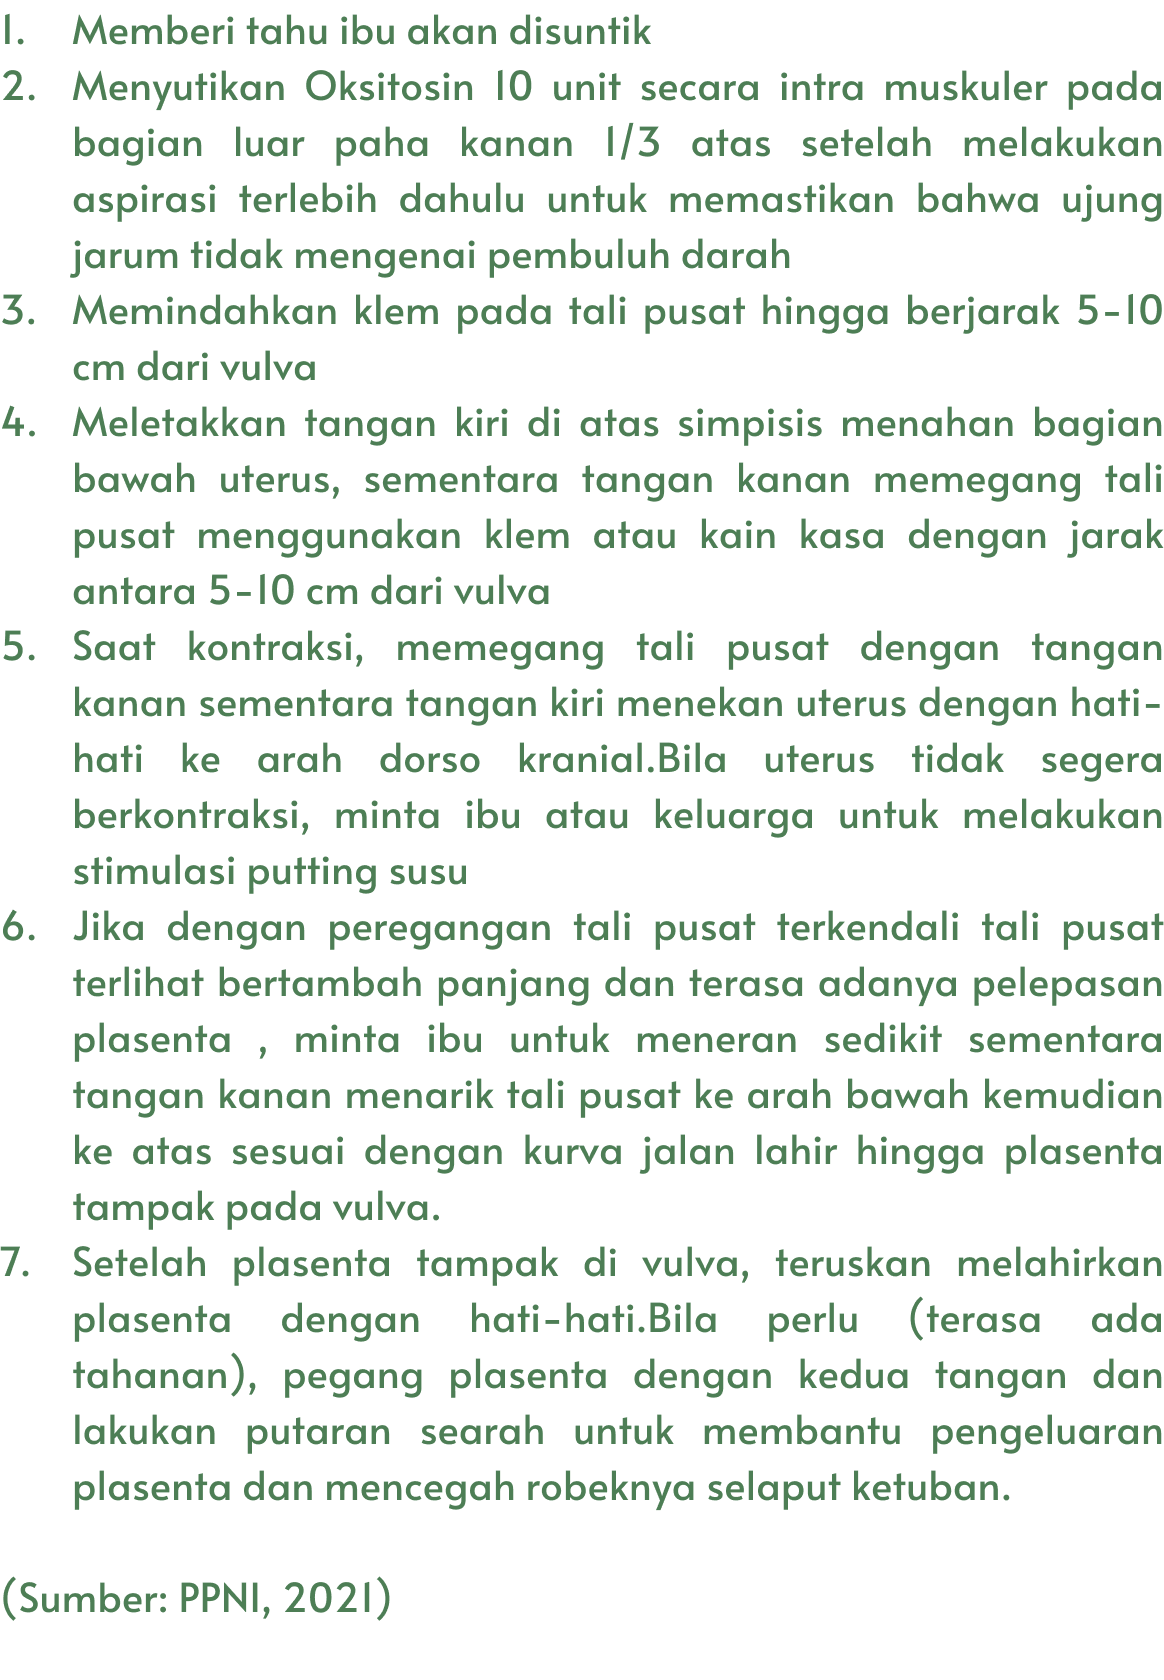 1. Memberi tahu ibu akan disuntik
2. Menyutikan Oksitosin 10 unit secara intra muskuler pada
bagian luar paha kanan 1/3 atas setelah melakukan
aspirasi terlebih dahulu untuk memastikan bahwa ujung
jarum tidak mengenai pembuluh darah
3. Memindahkan klem pada tali pusat hingga berjarak 5-10
cm dari vulva
4. Meletakkan tangan kiri di atas simpisis menahan bagian
bawah uterus, sementara tangan kanan memegang tali
pusat menggunakan klem atau kain kasa dengan jarak
antara 5-10 cm dari vulva
5. Saat kontraksi, memegang tali pusat dengan tangan
kanan sementara tangan kiri menekan uterus dengan hati-
hati ke arah dorso kranial.Bila uterus tidak segera
berkontraksi, minta ibu atau keluarga untuk melakukan
stimulasi putting susu
6. Jika dengan peregangan tali pusat terkendali tali pusat
terlihat bertambah panjang dan terasa adanya pelepasan
plasenta , minta ibu untuk meneran sedikit sementara
tangan kanan menarik tali pusat ke arah bawah kemudian
ke atas sesuai dengan kurva jalan lahir hingga plasenta
tampak pada vulva.
7. Setelah plasenta tampak di vulva, teruskan melahirkan
plasenta dengan hati-hati.Bila perlu (terasa ada
tahanan), pegang plasenta dengan kedua tangan dan
lakukan putaran searah untuk membantu pengeluaran
plasenta dan mencegah robeknya selaput ketuban.
(Sumber: PPNI, 2021)